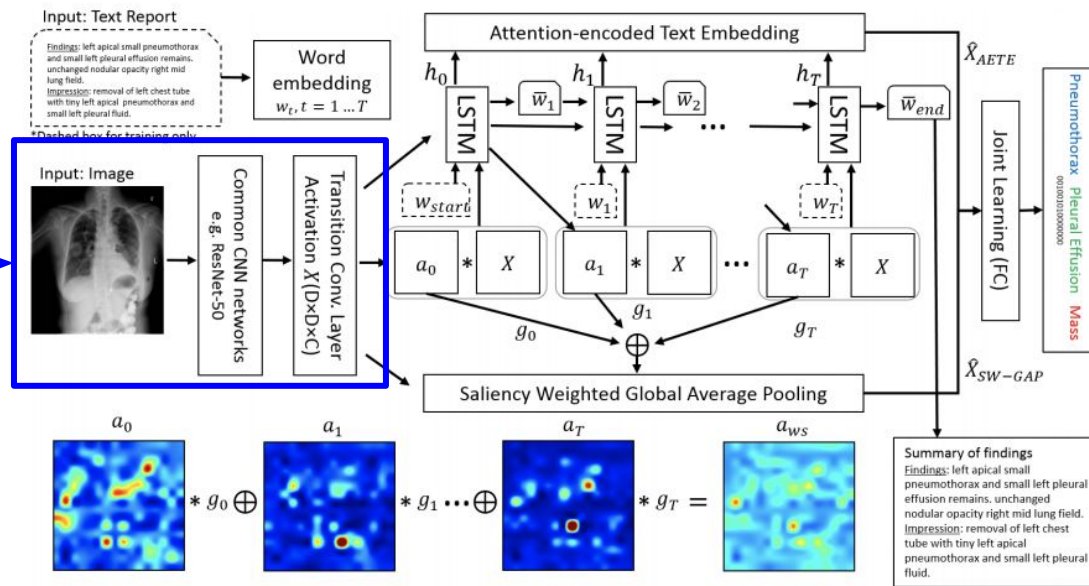 Input: Text Report
Findings: left apical small pneumothorax
and small left pleural effusion remains.
unchanged nodular opacity right mid
lung field.
Impression: removal of left chest tube
with tiny left apical pneumothorax and
small left pleural fluid.
*Dashed box for training only
Word
embedding
w_t, t = 1 … T
Attention-encoded Text Embedding
h_0
h_1
h_T
LSTM
LSTM
LSTM
w̅_1
w̅_2
…
w̅_end
w_start
w_1
w_T
Input: Image
Common CNN networks
e.g. ResNet-50
Transition Conv. Layer
Activation X(D×D×C)
a_0 * X
a_1 * X
…
a_T * X
g_0
g_1
g_T
⊕
Saliency Weighted Global Average Pooling
X̂_AETE
X̂_SW−GAP
Joint Learning (FC)
Pneumothorax Pleural Effusion Mass
a_0
a_1
a_T
a_ws
* g_0 ⊕ * g_1 … ⊕ * g_T =
Summary of findings
Findings: left apical small
pneumothorax and small left pleural
effusion remains. unchanged
nodular opacity right mid lung field.
Impression: removal of left chest
tube with tiny left apical
pneumothorax and small left pleural
fluid.